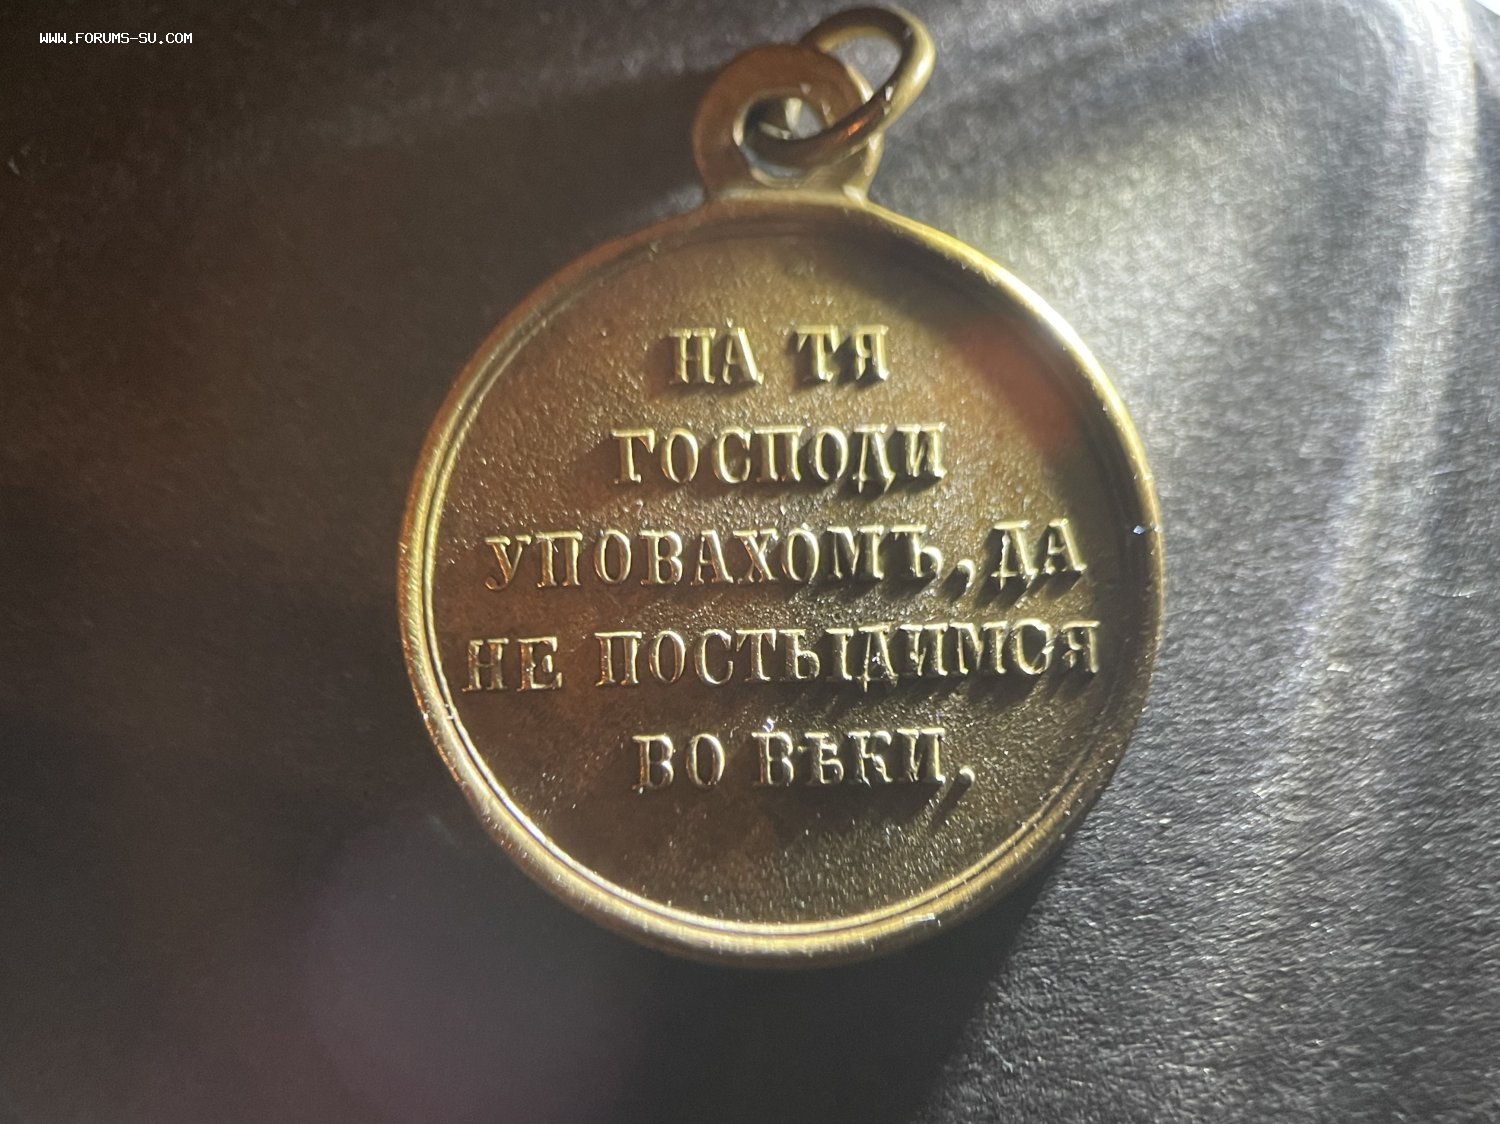 WWW.FORUMS-SU.COM
НА ТЯ
ГОСПОДИ
УПОВАХОМЪ, ДА
НЕ ПОСТЫДИМСЯ
ВО ВѢКИ,